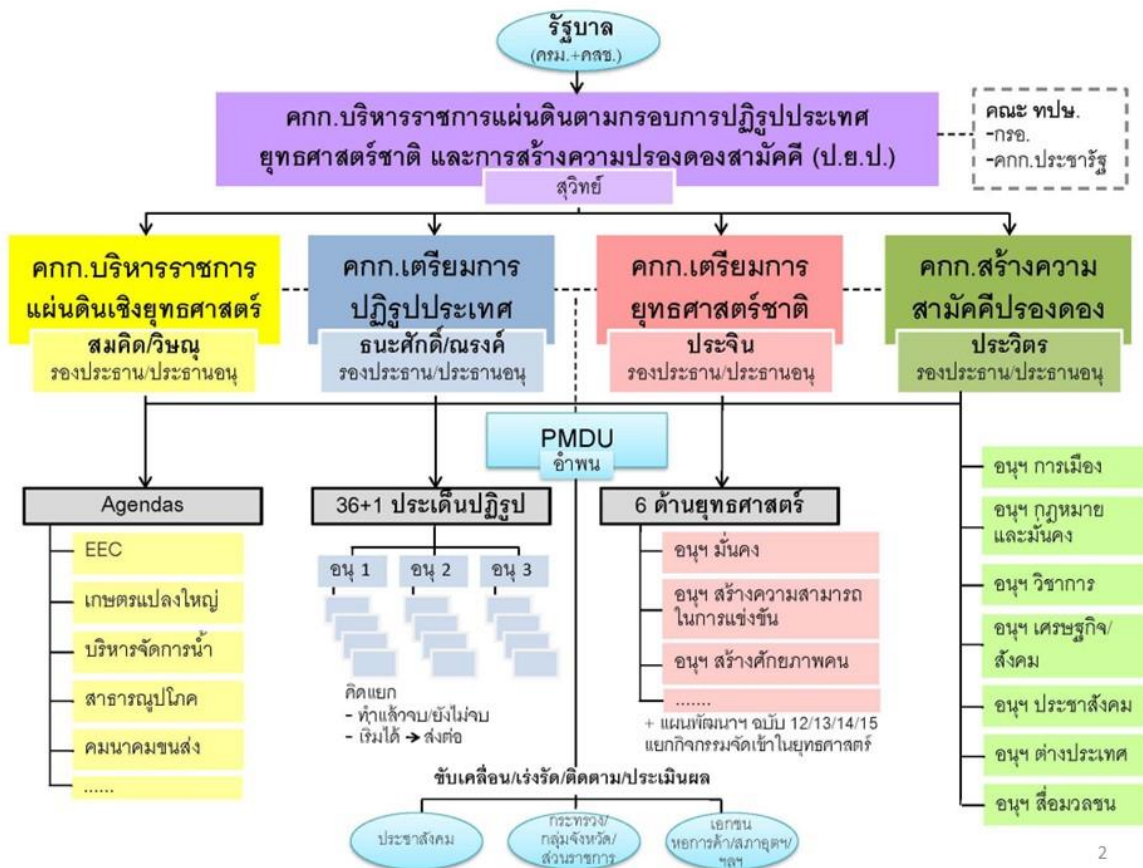 รัฐบาล
(ครม.+คสช.)
คกก.บริหารราชการแผ่นดินตามกรอบการปฏิรูปประเทศ
ยุทธศาสตร์ชาติ และการสร้างความปรองดองสามัคคี (ป.ย.ป.)
สุวิทย์
คณะ ทปษ.
-กรอ.
-คกก.ประชารัฐ
คกก.บริหารราชการ
แผ่นดินเชิงยุทธศาสตร์
สมคิด/วิษณุ
รองประธาน/ประธานอนุ
คกก.เตรียมการ
ปฏิรูปประเทศ
ธนะศักดิ์/ณรงค์
รองประธาน/ประธานอนุ
คกก.เตรียมการ
ยุทธศาสตร์ชาติ
ประจิน
รองประธาน/ประธานอนุ
คกก.สร้างความ
สามัคคีปรองดอง
ประวิตร
รองประธาน/ประธานอนุ
PMDU
อำพน
Agendas
EEC
เกษตรแปลงใหญ่
บริหารจัดการน้ำ
สาธารณูปโภค
คมนาคมขนส่ง
......
36+1 ประเด็นปฏิรูป
อนุ 1
อนุ 2
อนุ 3
คิดแยก
- ทำแล้วจบ/ยังไม่จบ
- เริ่มได้ → ส่งต่อ
6 ด้านยุทธศาสตร์
อนุฯ มั่นคง
อนุฯ สร้างความสามารถ
ในการแข่งขัน
อนุฯ สร้างศักยภาพคน
.......
+ แผนพัฒนาฯ ฉบับ 12/13/14/15
แยกกิจกรรมจัดเข้าในยุทธศาสตร์
อนุฯ การเมือง
อนุฯ กฎหมาย
และมั่นคง
อนุฯ วิชาการ
อนุฯ เศรษฐกิจ/
สังคม
อนุฯ ประชาสังคม
อนุฯ ต่างประเทศ
อนุฯ สื่อมวลชน
ขับเคลื่อน/เร่งรัด/ติดตาม/ประเมินผล
ประชาสังคม
กระทรวง/
กลุ่มจังหวัด/
ส่วนราชการ
เอกชน
หอการค้า/สภาอุตฯ/
ฯลฯ
2